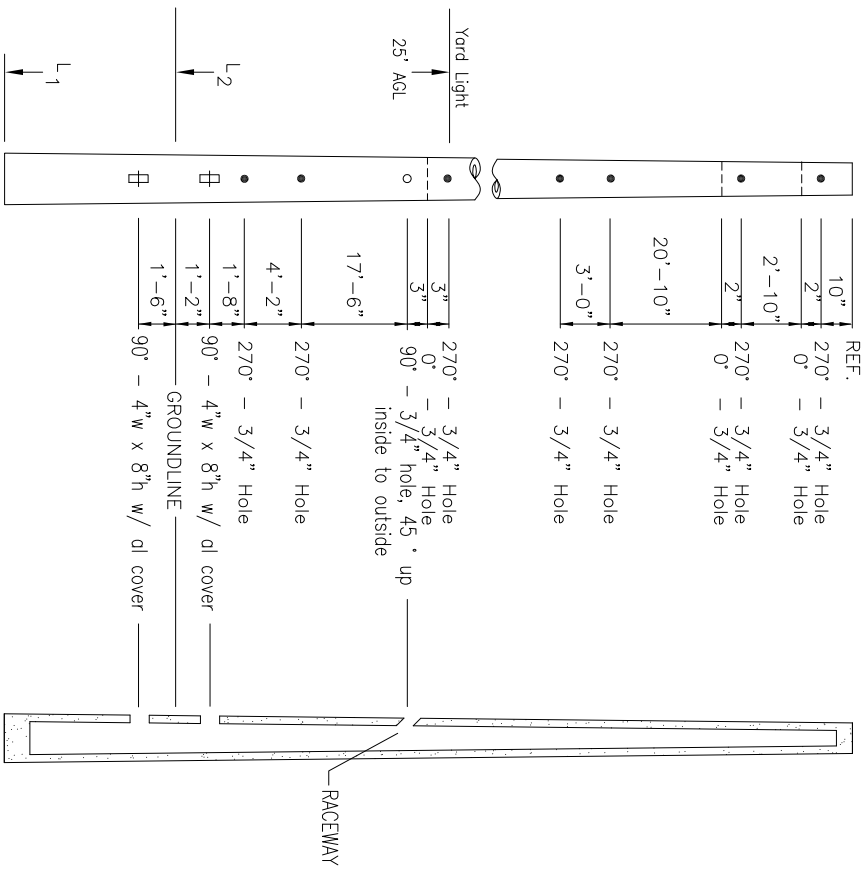 REF.
10"
270° - 3/4" Hole
2"
0° - 3/4" Hole
2'-10"
270° - 3/4" Hole
2"
0° - 3/4" Hole
20'-10"
270° - 3/4" Hole
3'-0"
270° - 3/4" Hole
Yard Light
25' AGL
3"
270° - 3/4" Hole
3"
0° - 3/4" Hole
90° - 3/4" hole, 45 ° up
inside to outside
17'-6"
270° - 3/4" Hole
4'-2"
270° - 3/4" Hole
1'-8"
90° - 4"w x 8"h w/ al cover
1'-2"
GROUNDLINE
1'-6"
90° - 4"w x 8"h w/ al cover
L2
L1
RACEWAY